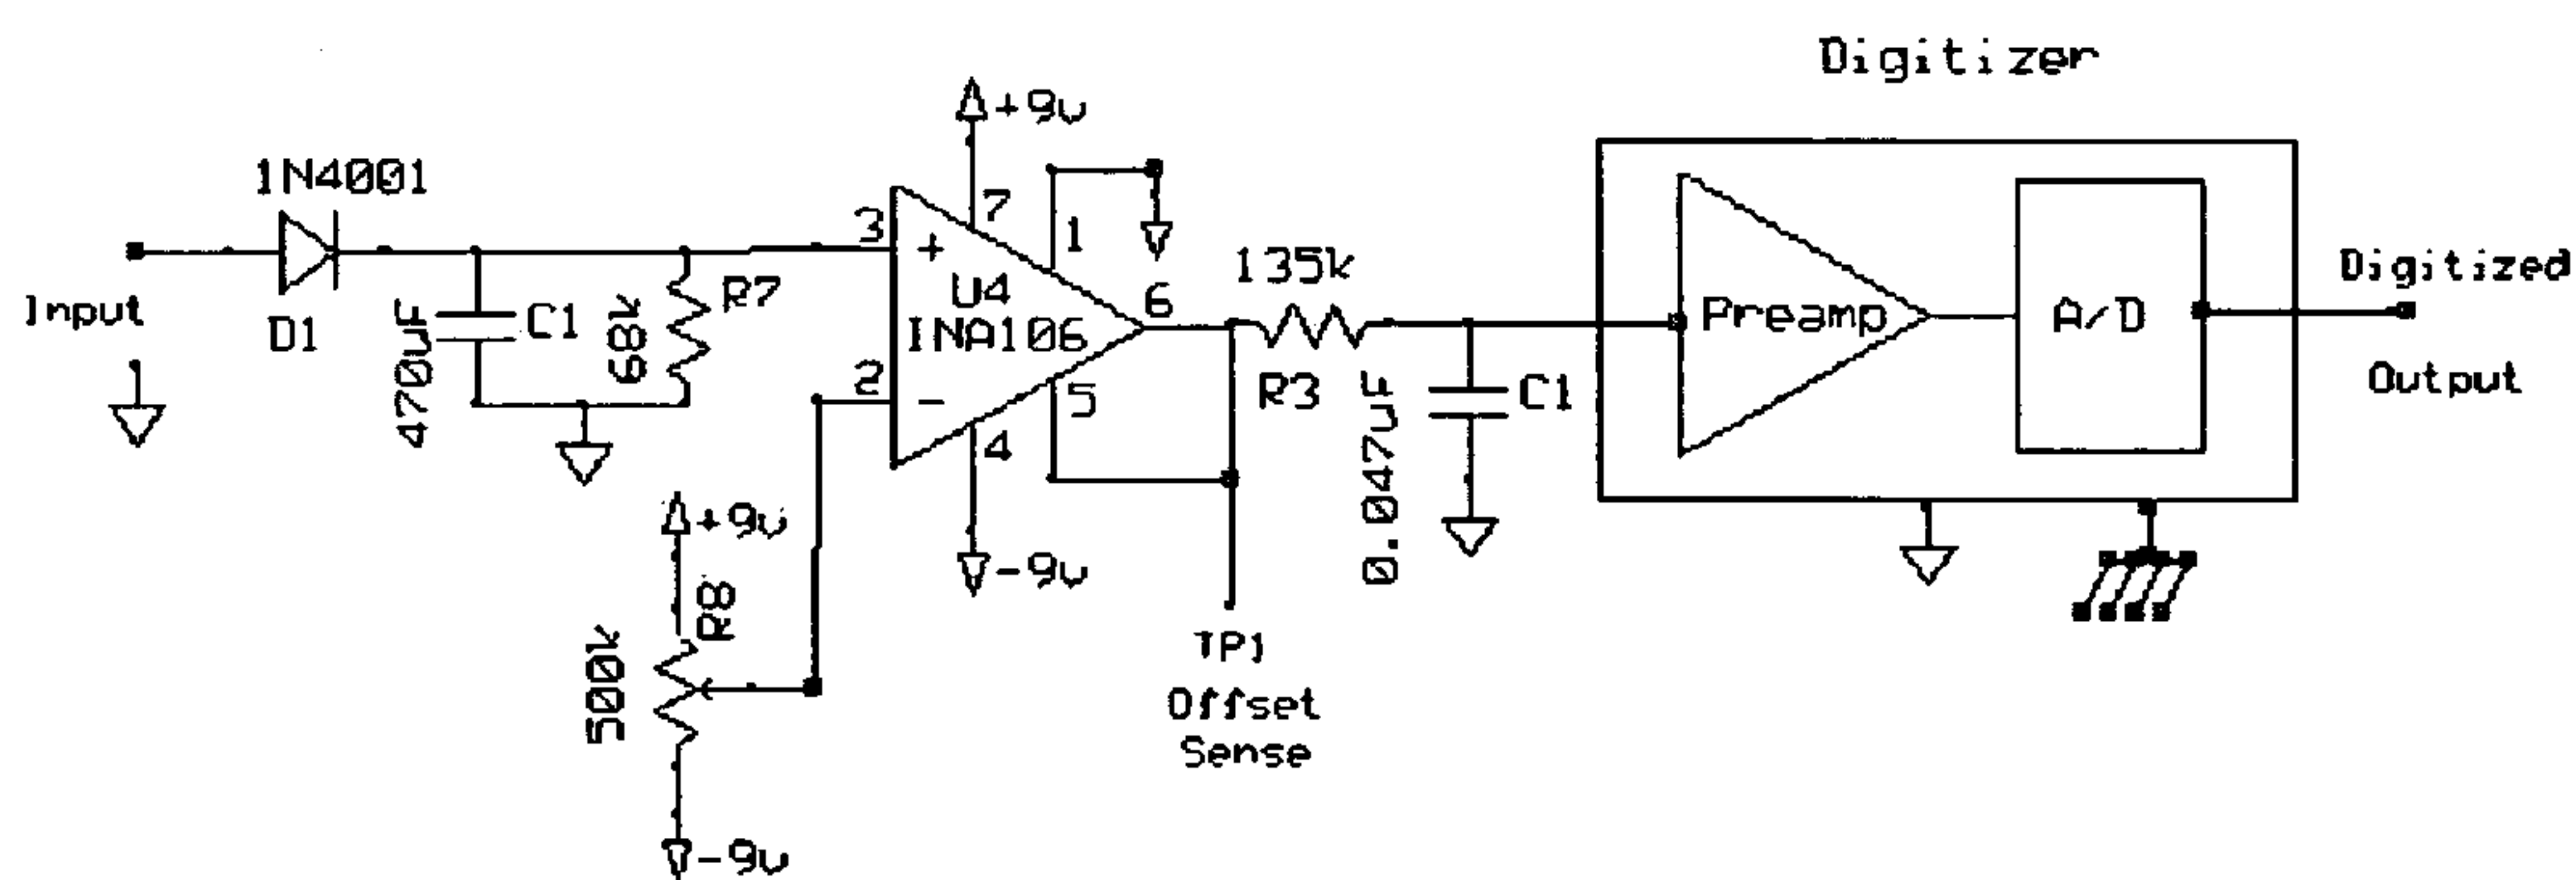 Digitizer
+9v
1N4001
D1
Input
470uF
C1
68k
R7
3
+
7
1
U4
INA106
6
2
-
5
4
-9v
+9v
R8
500k
-9v
135k
R3
TP1
Offset
Sense
0.047uF
C1
Preamp
A/D
Digitized
Output